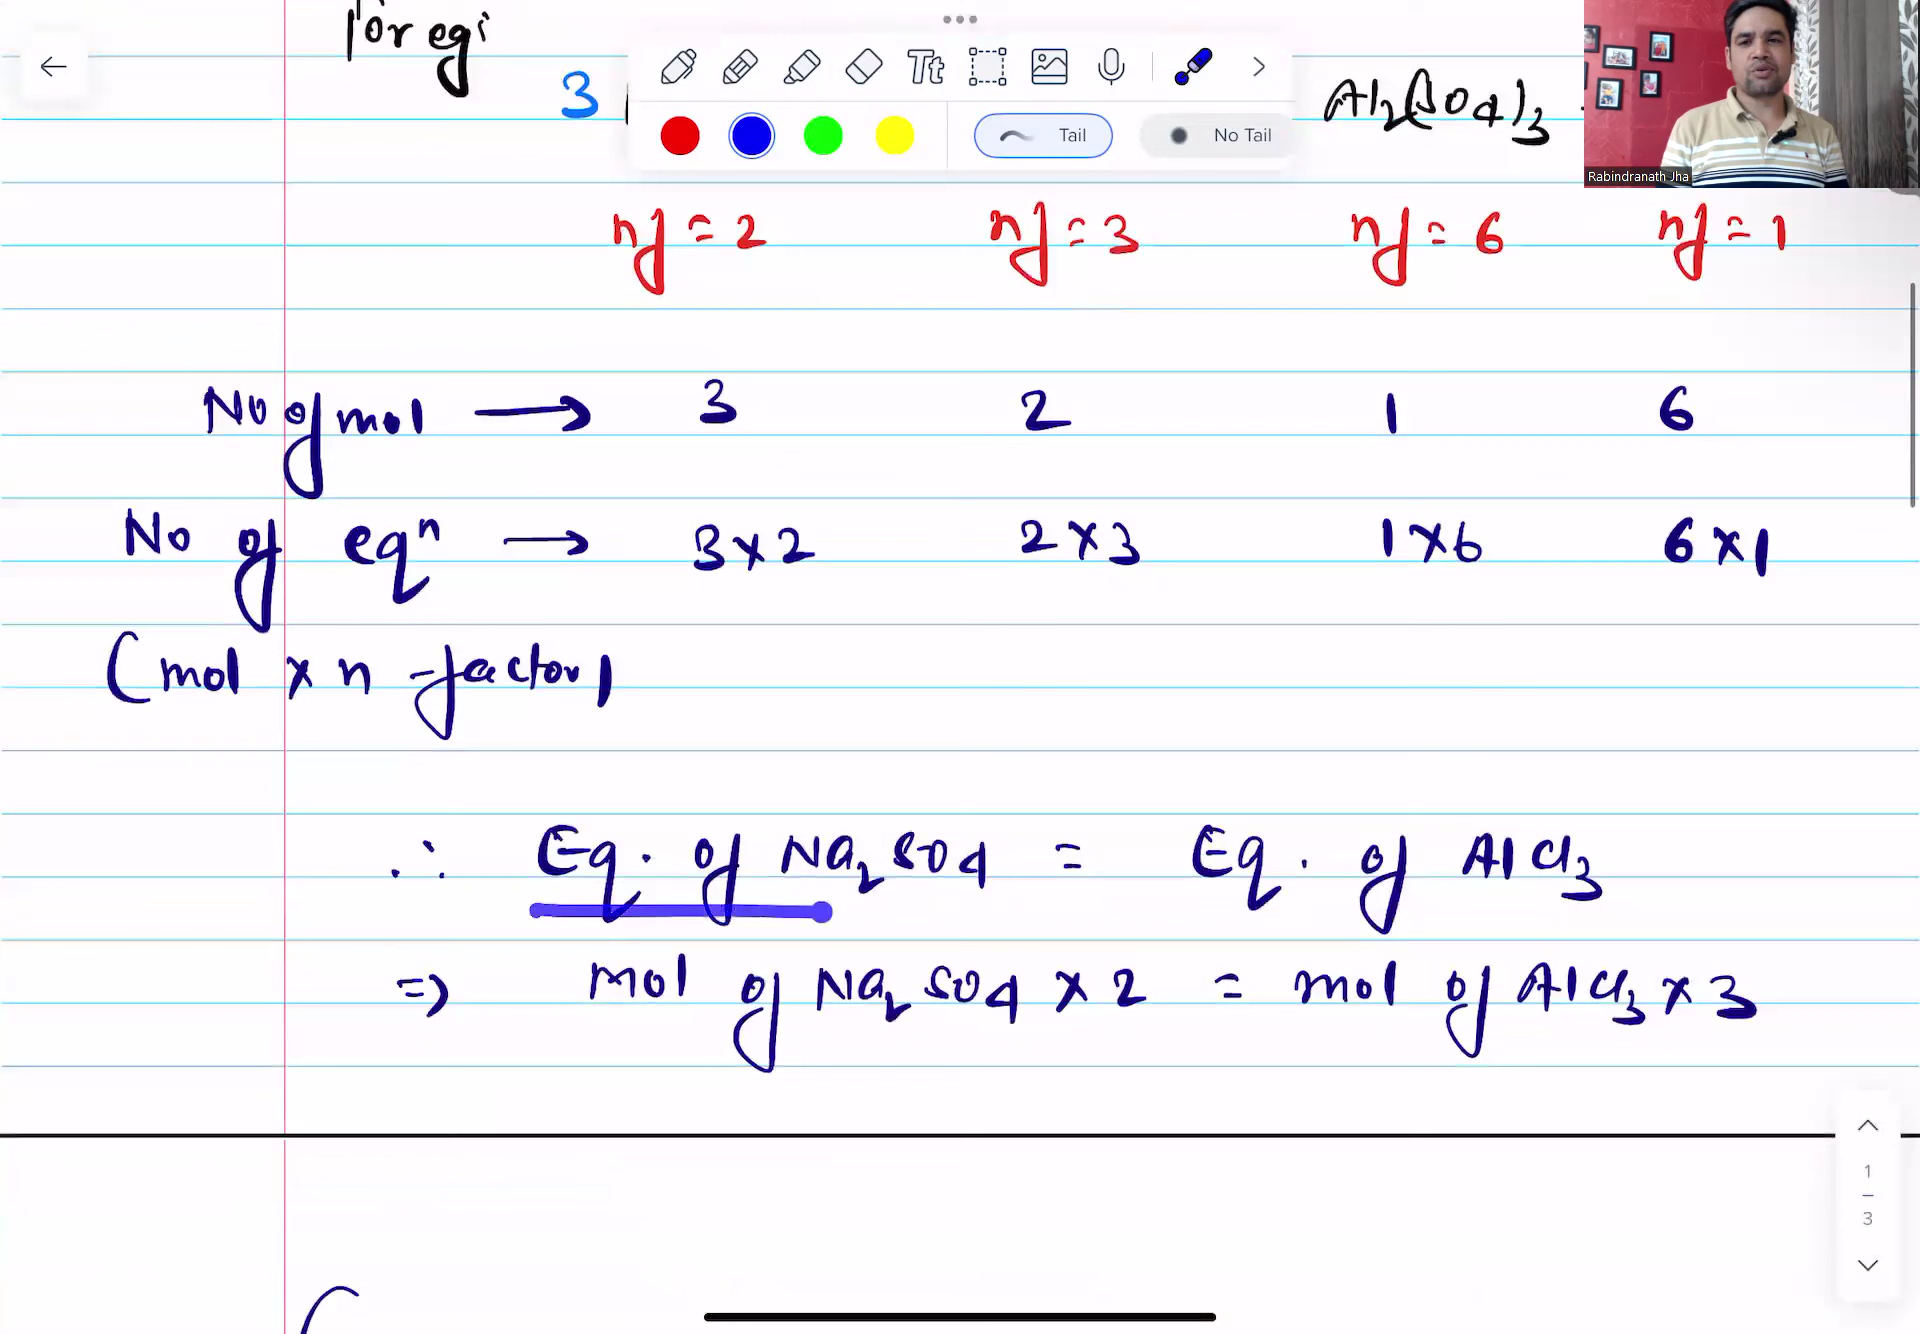 For eg:
3
Al2(SO4)3
Tt
Tail
No Tail
Rabindranath Jha
nf = 2 nf = 3 nf = 6 nf = 1
No of mol → 3 2 1 6
No of eqⁿ → 3×2 2×3 1×6 6×1
(mol × n-factor)
∴ Eq. of Na₂SO4 = Eq. of AlCl₃
=> mol of Na₂SO4 × 2 = mol of AlCl₃ × 3
1
3